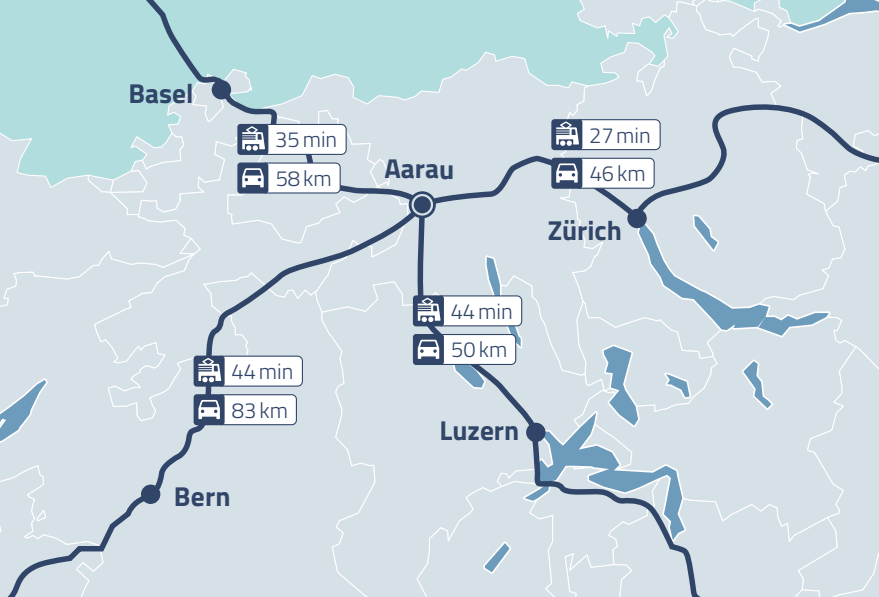 Basel
35 min
58 km
Aarau
27 min
46 km
Zürich
44 min
50 km
44 min
83 km
Luzern
Bern